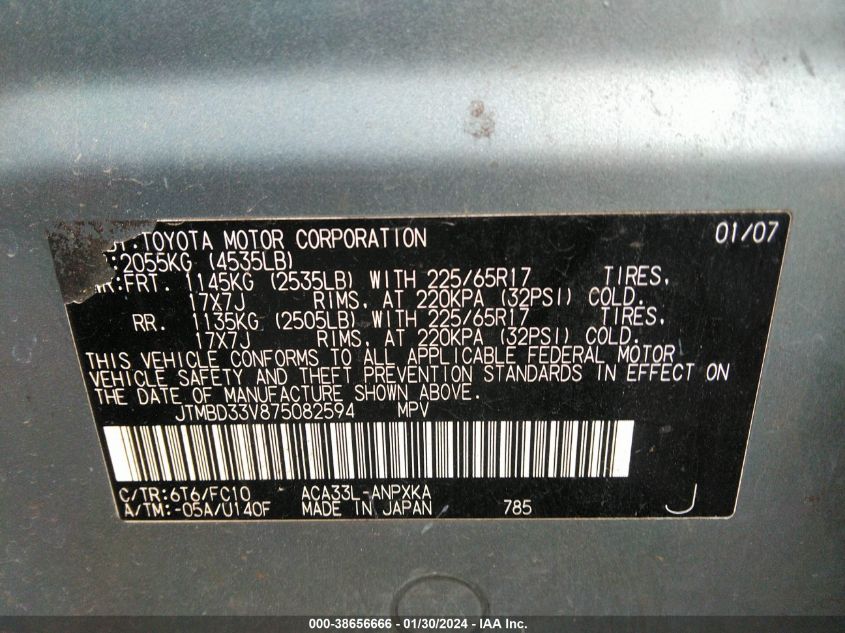 TOYOTA MOTOR CORPORATION 01/07
:2055KG (4535LB)
:FRT. 1145KG (2535LB) WITH 225/65R17 TIRES,
17X7J RIMS, AT 220KPA (32PSI) COLD.
RR. 1135KG (2505LB) WITH 225/65R17 TIRES,
17X7J RIMS, AT 220KPA (32PSI) COLD.
THIS VEHICLE CONFORMS TO ALL APPLICABLE FEDERAL MOTOR
VEHICLE SAFETY AND THEFT PREVENTION STANDARDS IN EFFECT ON
THE DATE OF MANUFACTURE SHOWN ABOVE.
JTMBD33V875082594 MPV
C/TR:6T6/FC10 ACA33L-ANPXKA
A/TM:-05A/U140F MADE IN JAPAN 785 J
000-38656666 - 01/30/2024 - IAA Inc.